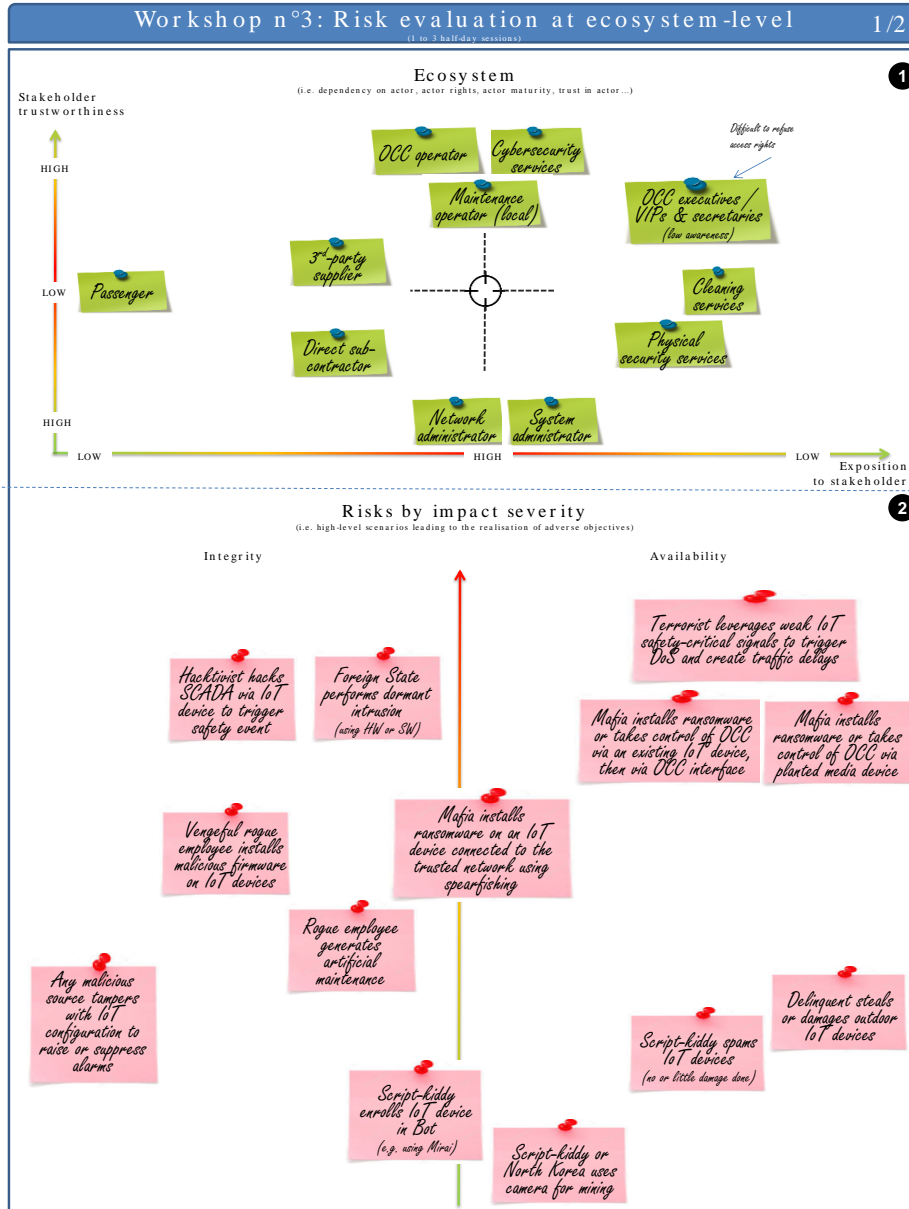 Workshop n°3: Risk evaluation at ecosystem-level
1/2
(1 to 3 half-day sessions)
Ecosystem
(i.e. dependency on actor, actor rights, actor maturity, trust in actor...)
1
Stakeholder
trustworthiness
HIGH
LOW
HIGH
OCC operator
Cybersecurity
services
Difficult to refuse
access rights
Maintenance
operator (local)
OCC executives/
VIPs & secretaries
(low awareness)
3rd-party
supplier
Passenger
Cleaning
services
Direct sub-
contractor
Physical
security services
Network
administrator
System
administrator
LOW
HIGH
LOW
Exposition
to stakeholder
Risks by impact severity
(i.e. high-level scenarios leading to the realisation of adverse objectives)
2
Integrity
Availability
Terrorist leverages weak IoT
safety-critical signals to trigger
DoS and create traffic delays
Hacktivist hacks
SCADA via IoT
device to trigger
safety event
Foreign State
performs dormant
intrusion
(using HW or SW)
Mafia installs ransomware
or takes control of OCC
via an existing IoT device,
then via OCC interface
Mafia installs
ransomware or takes
control of OCC via
planted media device
Vengeful rogue
employee installs
malicious firmware
on IoT devices
Mafia installs
ransomware on an IoT
device connected to the
trusted network using
spearfishing
Rogue employee
generates
artificial
maintenance
Any malicious
source tampers
with IoT
configuration to
raise or suppress
alarms
Delinquent steals
or damages outdoor
IoT devices
Script-kiddy spams
IoT devices
(no or little damage done)
Script-kiddy
enrolls IoT device
in Bot
(e.g. using Mirai)
Script-kiddy or
North Korea uses
camera for mining